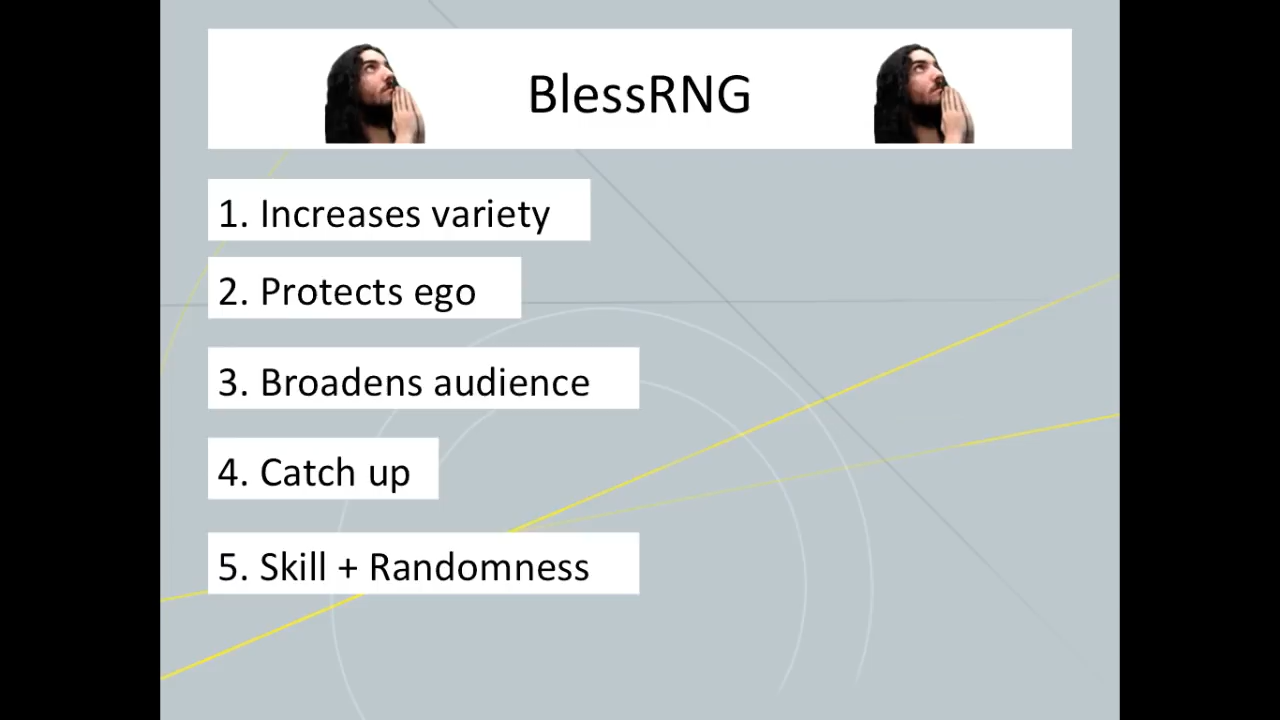 BlessRNG
1. Increases variety
2. Protects ego
3. Broadens audience
4. Catch up
5. Skill + Randomness